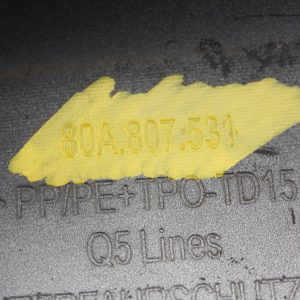 80A.807.531
PP/PE+TPO-TD15
Q5 Lines